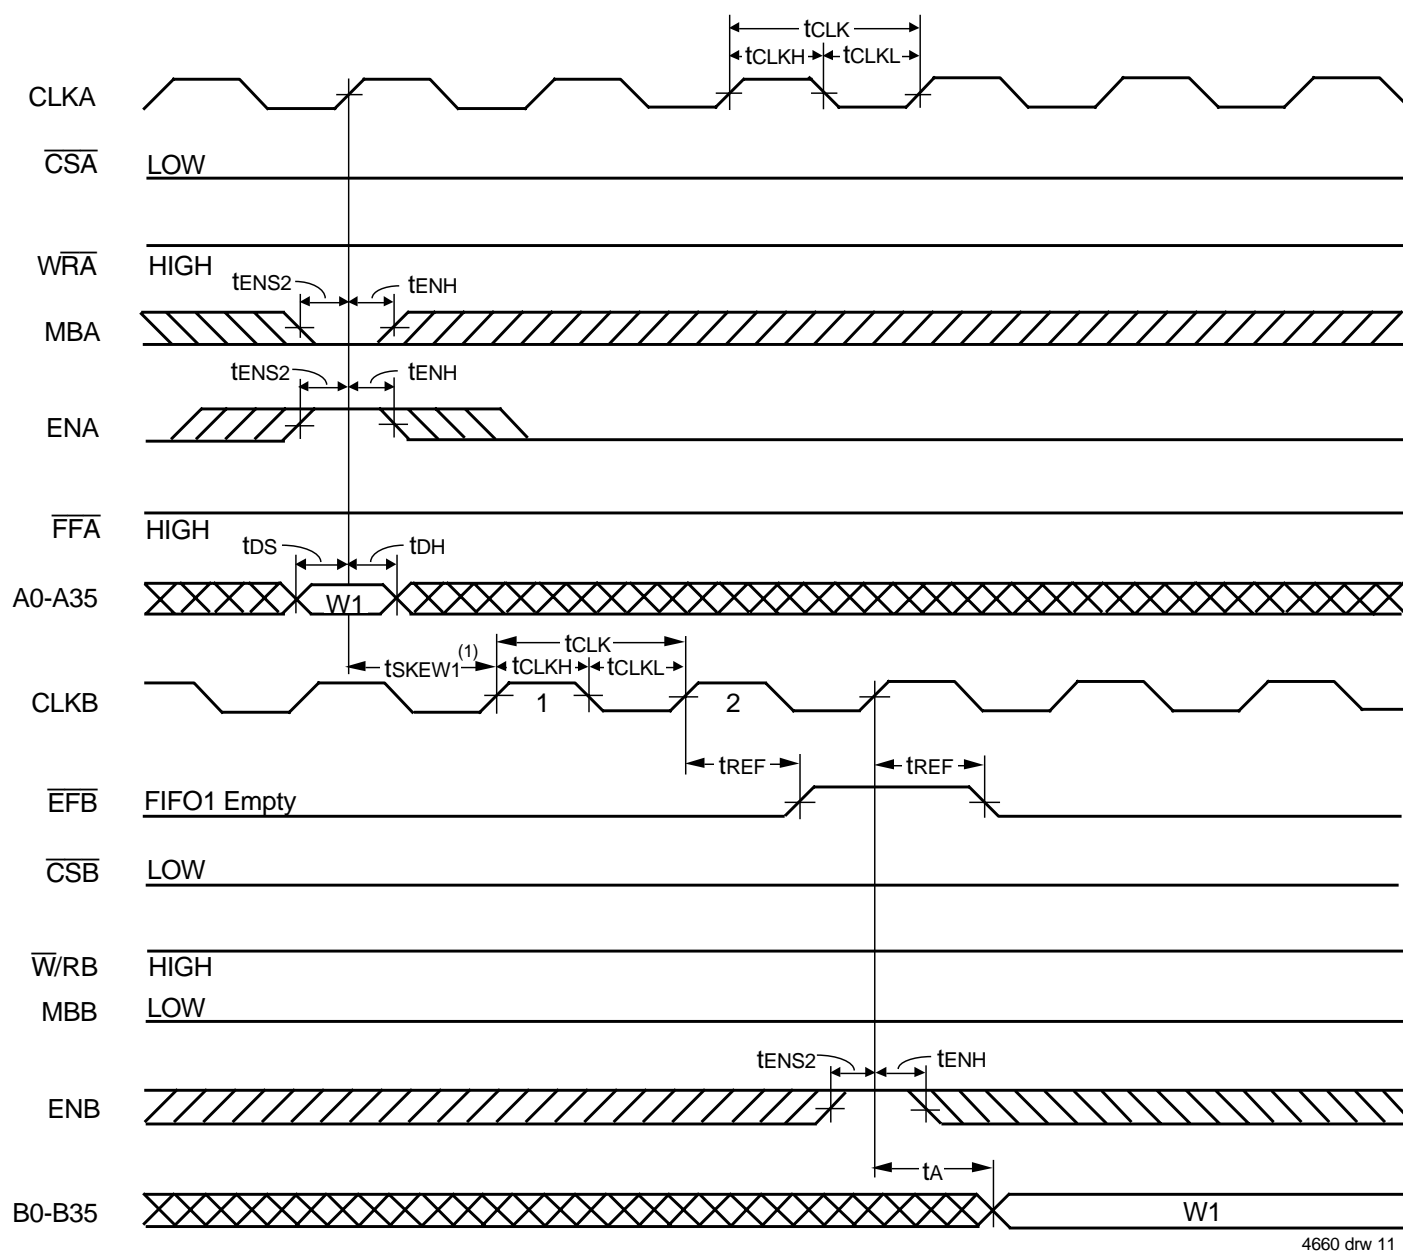 tCLK
tCLKH tCLKL
CLKA
CSA LOW
WRA HIGH
tENS2 tENH
MBA
tENS2 tENH
ENA
FFA HIGH
tDS tDH
A0-A35 W1
tSKEW1(1) tCLK
tCLKH tCLKL
CLKB 1 2
tREF tREF
EFB FIFO1 Empty
CSB LOW
W/RB HIGH
MBB LOW
tENS2 tENH
ENB
tA
B0-B35 W1
4660 drw 11